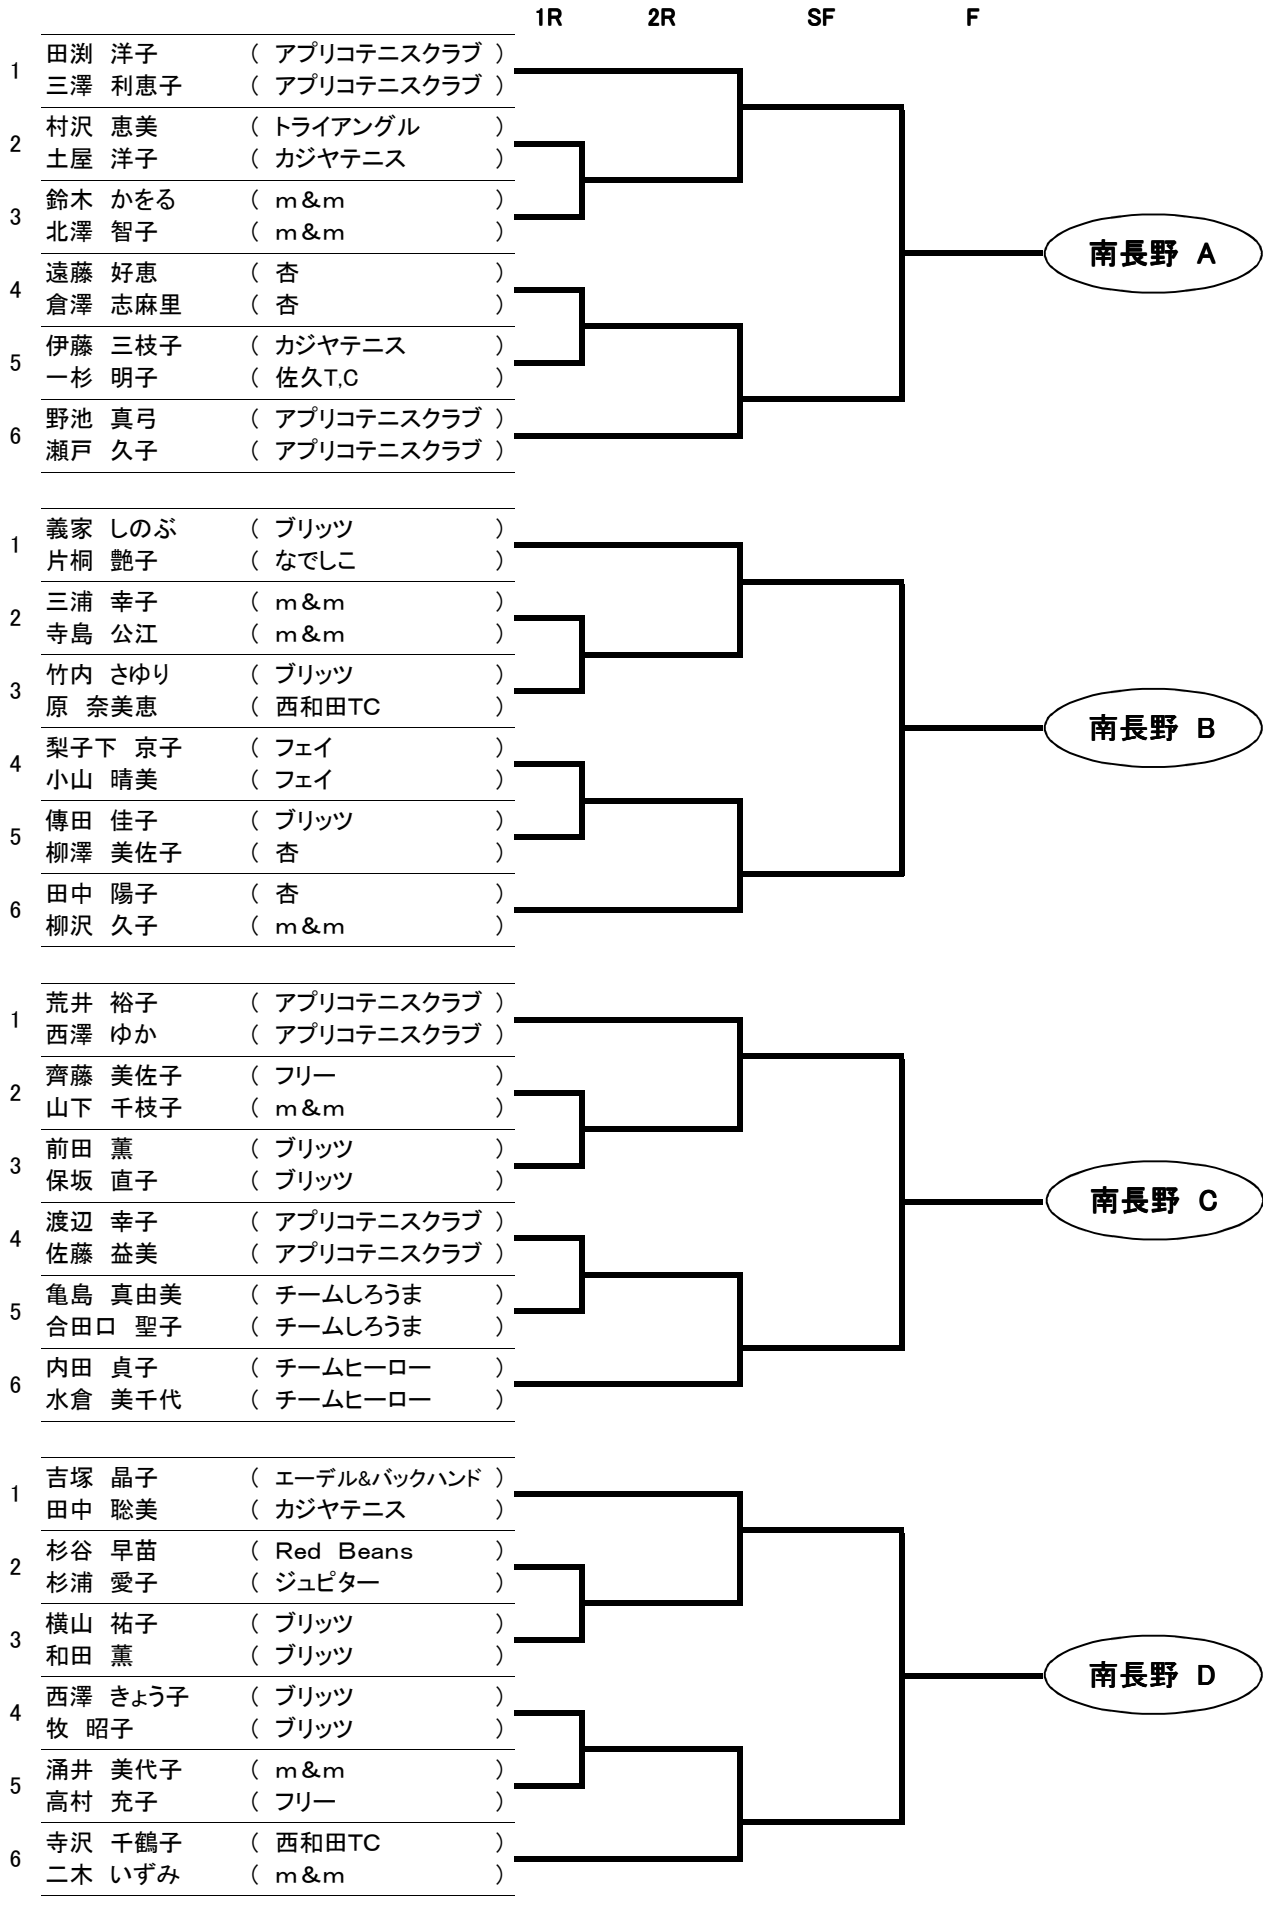 1R 2R SF F
1 田渕 洋子 ( アプリコテニスクラブ )
三澤 利恵子 ( アプリコテニスクラブ )
2 村沢 恵美 ( トライアングル )
土屋 洋子 ( カジヤテニス )
3 鈴木 かをる ( m&m )
北澤 智子 ( m&m )
南長野 A
4 遠藤 好恵 ( 杏 )
倉澤 志麻里 ( 杏 )
5 伊藤 三枝子 ( カジヤテニス )
一杉 明子 ( 佐久T,C )
6 野池 真弓 ( アプリコテニスクラブ )
瀬戸 久子 ( アプリコテニスクラブ )
1 義家 しのぶ ( ブリッツ )
片桐 艶子 ( なでしこ )
2 三浦 幸子 ( m&m )
寺島 公江 ( m&m )
3 竹内 さゆり ( ブリッツ )
原 奈美恵 ( 西和田TC )
南長野 B
4 梨子下 京子 ( フェイ )
小山 晴美 ( フェイ )
5 傳田 佳子 ( ブリッツ )
柳澤 美佐子 ( 杏 )
6 田中 陽子 ( 杏 )
柳沢 久子 ( m&m )
1 荒井 裕子 ( アプリコテニスクラブ )
西澤 ゆか ( アプリコテニスクラブ )
2 齊藤 美佐子 ( フリー )
山下 千枝子 ( m&m )
3 前田 薫 ( ブリッツ )
保坂 直子 ( ブリッツ )
南長野 C
4 渡辺 幸子 ( アプリコテニスクラブ )
佐藤 益美 ( アプリコテニスクラブ )
5 亀島 真由美 ( チームしろうま )
合田口 聖子 ( チームしろうま )
6 内田 貞子 ( チームヒーロー )
水倉 美千代 ( チームヒーロー )
1 吉塚 晶子 ( エーデル&バックハンド )
田中 聡美 ( カジヤテニス )
2 杉谷 早苗 ( Red Beans )
杉浦 愛子 ( ジュピター )
3 横山 祐子 ( ブリッツ )
和田 薫 ( ブリッツ )
南長野 D
4 西澤 きょう子 ( ブリッツ )
牧 昭子 ( ブリッツ )
5 涌井 美代子 ( m&m )
高村 充子 ( フリー )
6 寺沢 千鶴子 ( 西和田TC )
二木 いずみ ( m&m )